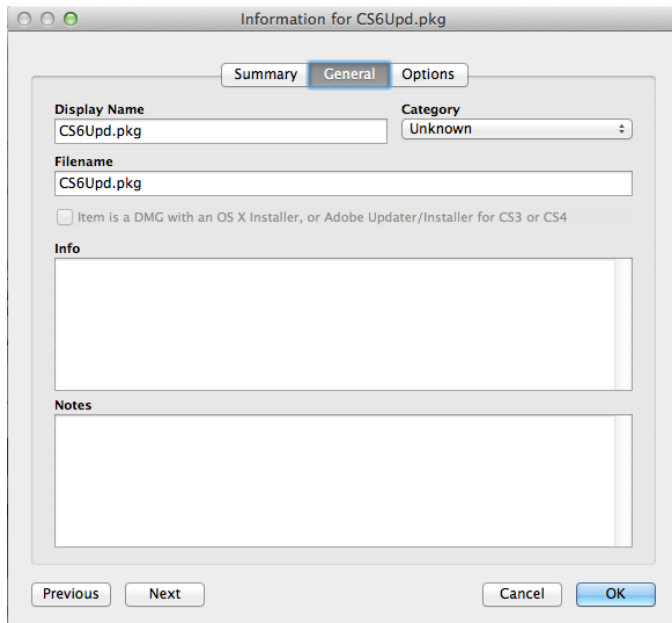 Information for CS6Upd.pkg
Summary General Options
Display Name Category
CS6Upd.pkg Unknown
Filename
CS6Upd.pkg
Item is a DMG with an OS X Installer, or Adobe Updater/Installer for CS3 or CS4
Info
Notes
Previous Next Cancel OK